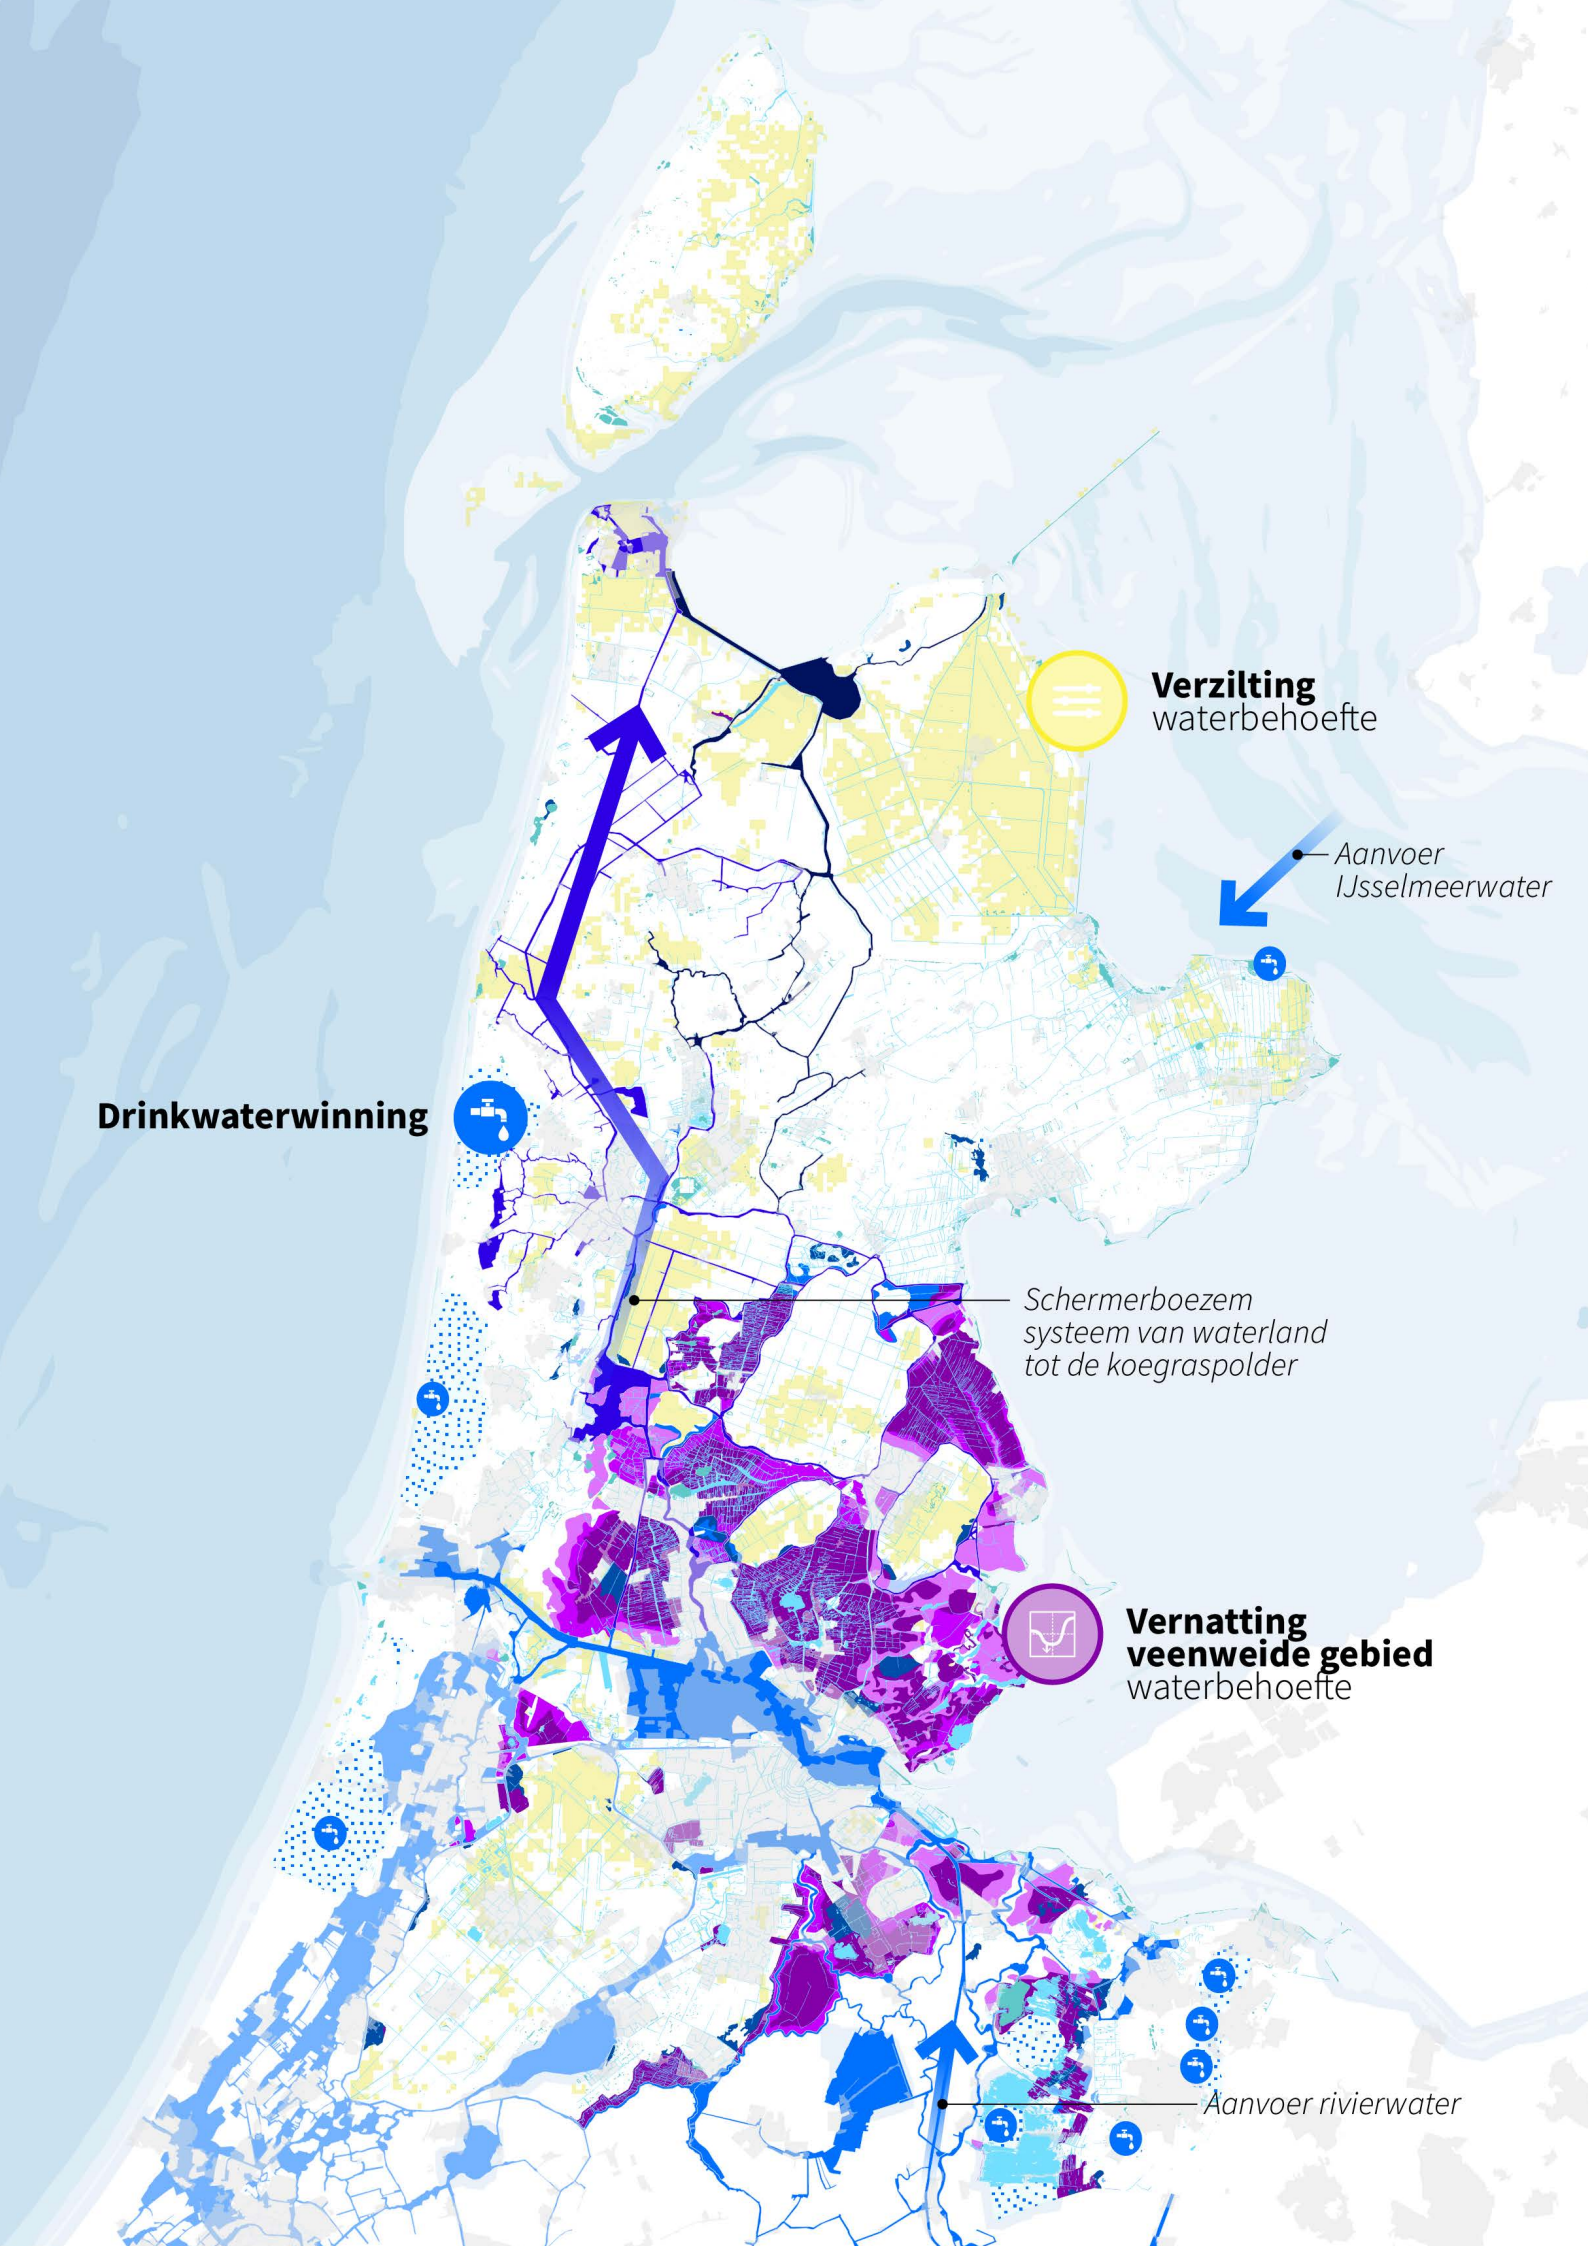 Verzilting
waterbehoefte
Aanvoer
IJsselmeerwater
Drinkwaterwinning
Schermerboezem
systeem van waterland
tot de koegraspolder
Vernatting
veenweide gebied
waterbehoefte
Aanvoer rivierwater